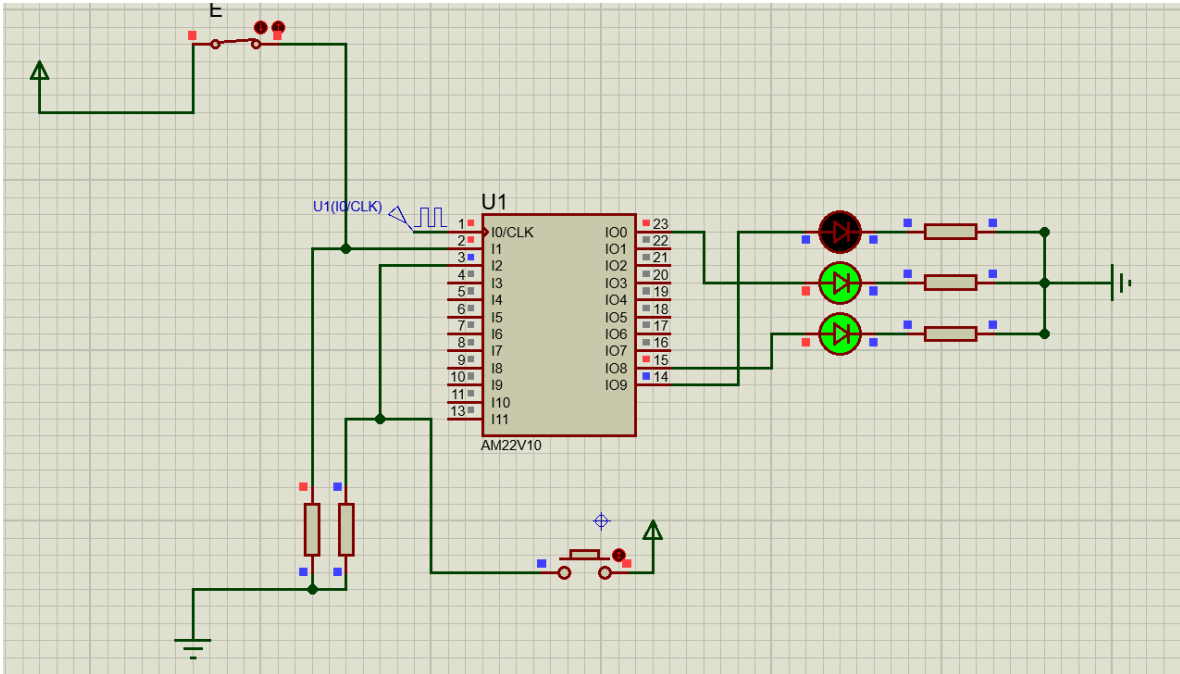 E
U1(I0/CLK)
U1
1 I0/CLK IO0 23
2 I1 IO1 22
3 I2 IO2 21
4 I3 IO3 20
5 I4 IO4 19
6 I5 IO5 18
7 I6 IO6 17
8 I7 IO7 16
9 I8 IO8 15
10 I9 IO9 14
11 I10
13 I11
AM22V10